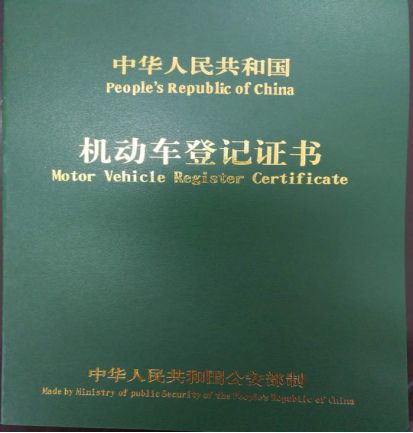 中华人民共和国
People's Republic of China
机动车登记证书
Motor Vehicle Register Certificate
中华人民共和国公安部制
Made by Ministry of public Security of the People's Republic of China